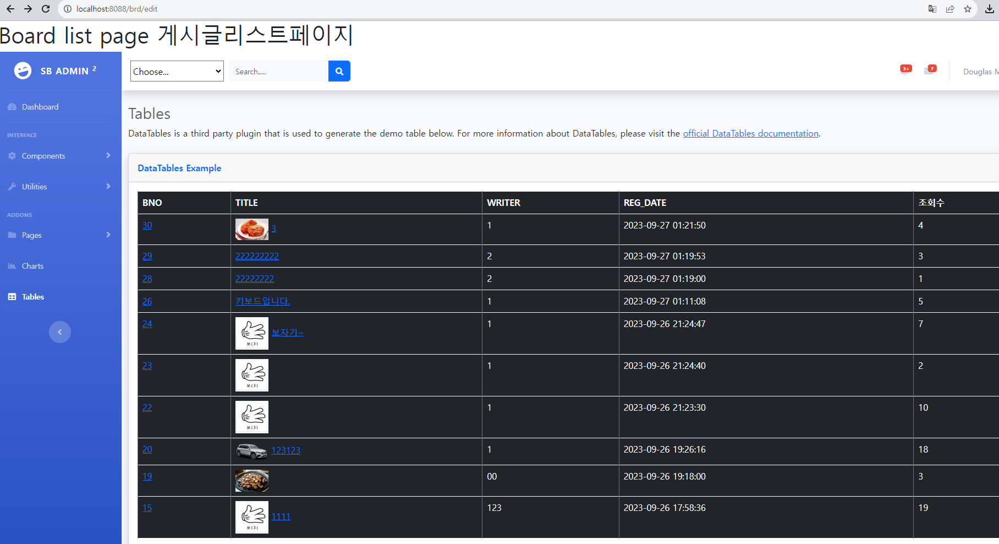 localhost:8088/brd/edit
Board list page 게시글리스트페이지
SB ADMIN 2
Choose...
Search.....
3+
7
Douglas M
Dashboard
INTERFACE
Components
Utilities
ADDONS
Pages
Charts
Tables
Tables
DataTables is a third party plugin that is used to generate the demo table below. For more information about DataTables, please visit the official DataTables documentation.
DataTables Example
BNO TITLE WRITER REG_DATE 조회수
30 3 1 2023-09-27 01:21:50 4
29 222222222 2 2023-09-27 01:19:53 3
28 22222222 2 2023-09-27 01:19:00 1
26 키보드입니다. 1 2023-09-27 01:11:08 5
24 보(3) 보자기~ 1 2023-09-26 21:24:47 7
23 보(3) 1 2023-09-26 21:24:40 2
22 보(3) 1 2023-09-26 21:23:30 10
20 123123 1 2023-09-26 19:26:16 18
19 00 2023-09-26 19:18:00 3
15 보(3) 1111 123 2023-09-26 17:58:36 19